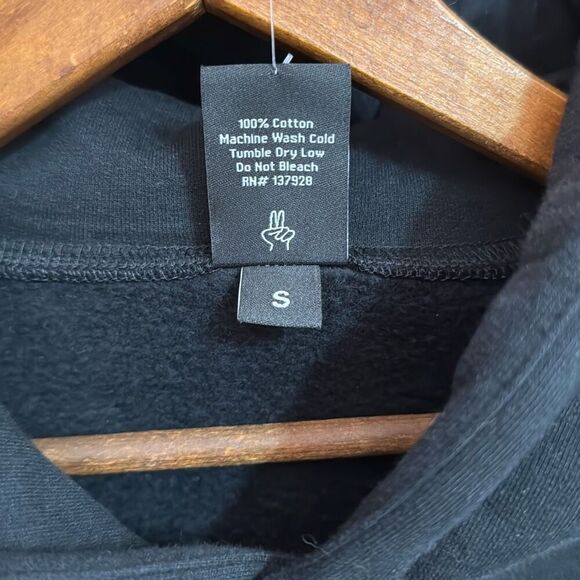 100% Cotton
Machine Wash Cold
Tumble Dry Low
Do Not Bleach
RN# 137928
S